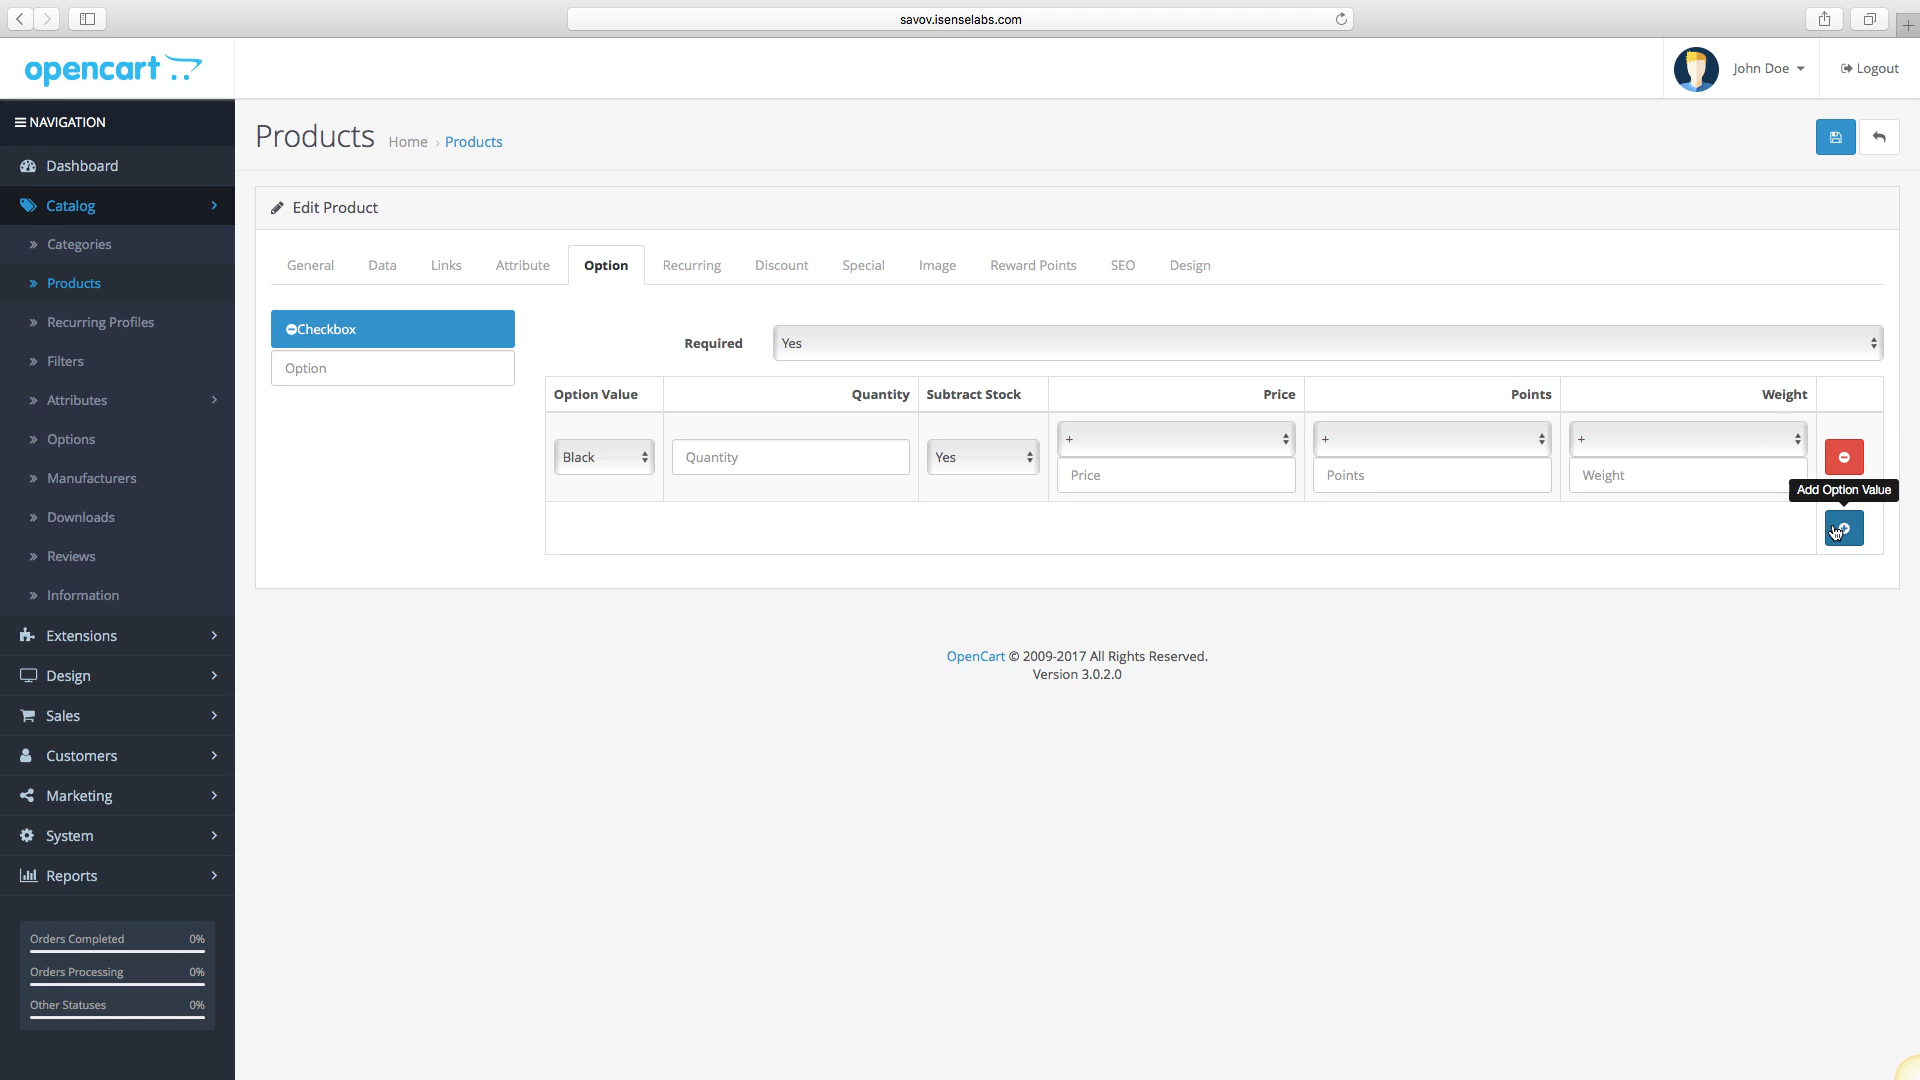 savov.isenselabs.com
opencart
John Doe
Logout
NAVIGATION
Products
Home › Products
Dashboard
Catalog
Edit Product
Categories
General
Data
Links
Attribute
Option
Recurring
Discount
Special
Image
Reward Points
SEO
Design
Products
Recurring Profiles
Filters
Attributes
Options
Manufacturers
Downloads
Reviews
Information
Extensions
Design
Sales
Customers
Marketing
System
Reports
Orders Completed 0%
Orders Processing 0%
Other Statuses 0%
Checkbox
Option
Required
Yes
Option Value
Quantity
Subtract Stock
Price
Points
Weight
Black
Quantity
Yes
+
Price
+
Points
+
Weight
Add Option Value
OpenCart © 2009-2017 All Rights Reserved.
Version 3.0.2.0